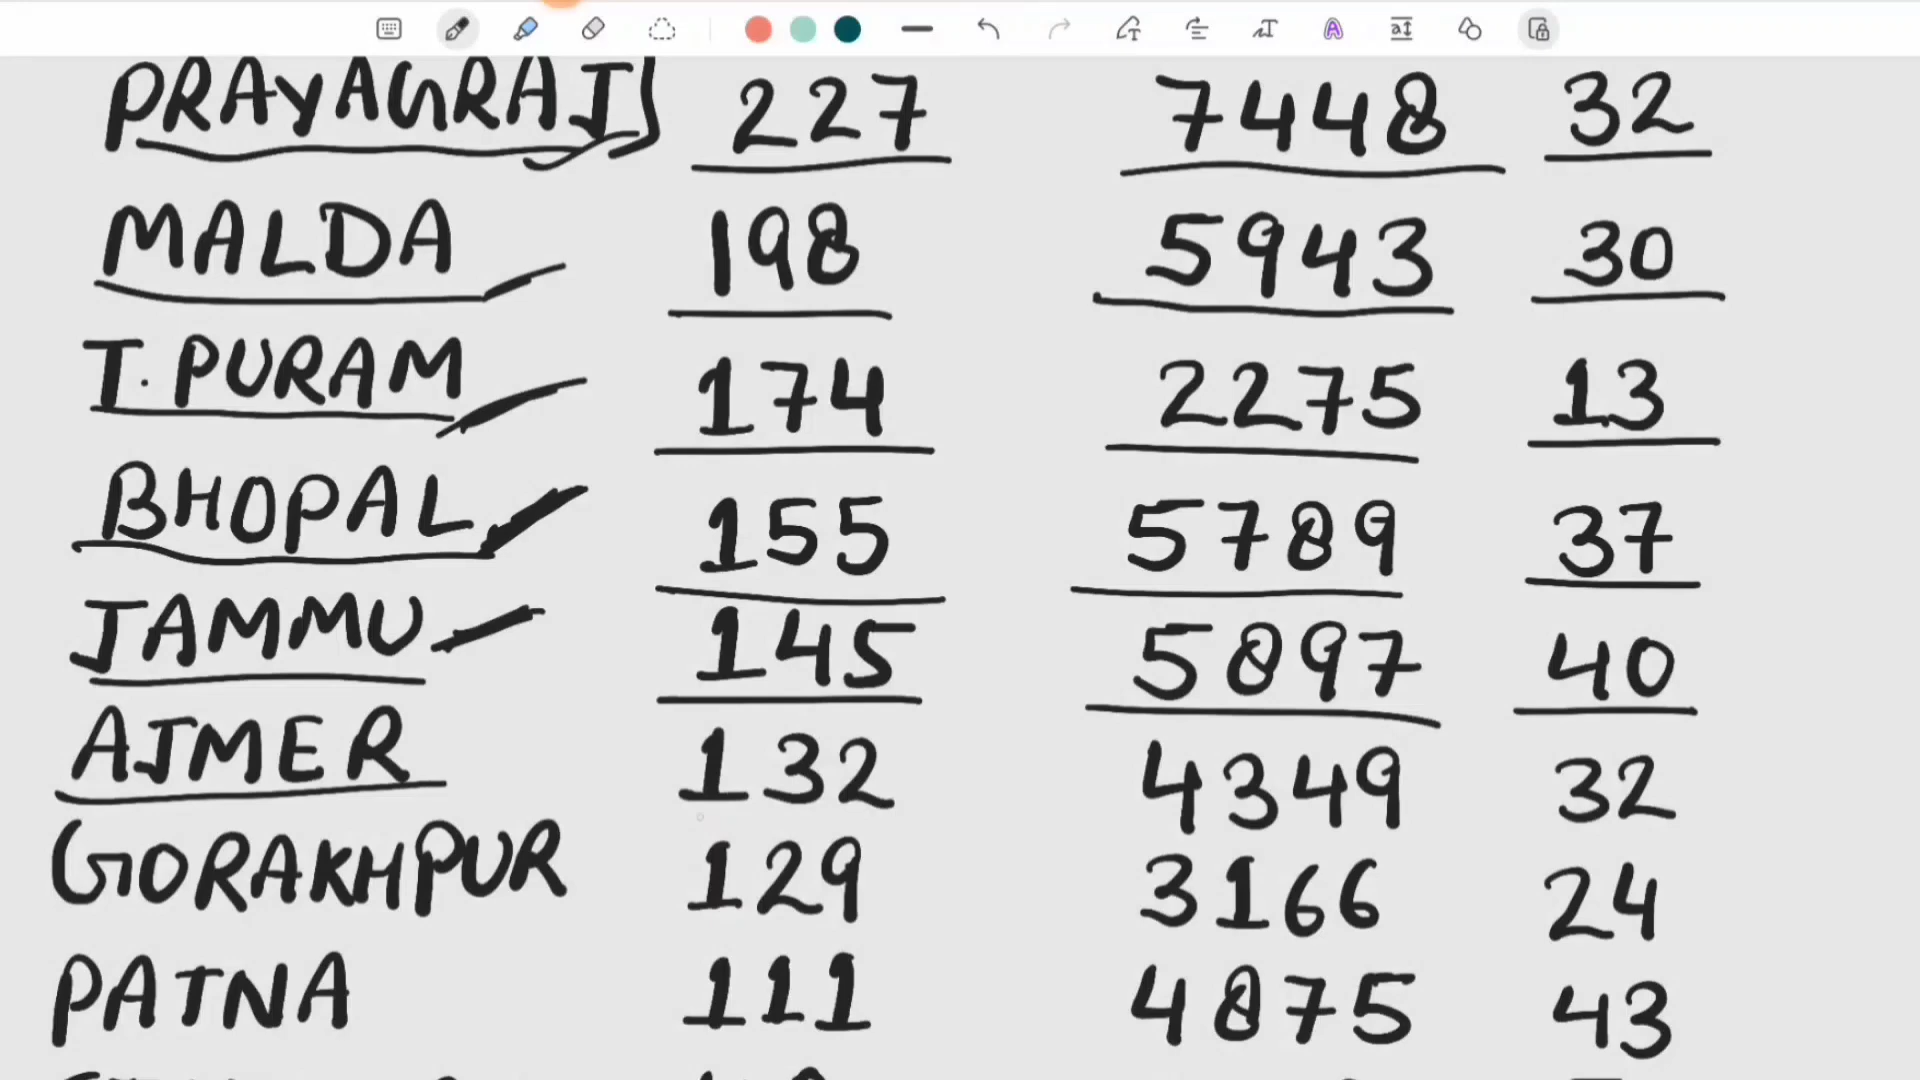 PRAYAGRAJ 227 7448 32
MALDA 198 5943 30
T. PURAM 174 2275 13
BHOPAL 155 5789 37
JAMMU 145 5897 40
AJMER 132 4349 32
GORAKHPUR 129 3166 24
PATNA 111 4875 43